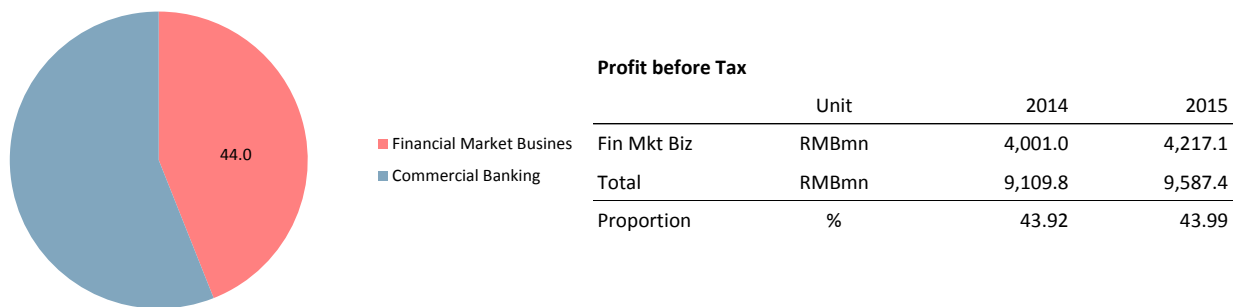 44.0
Financial Market Busines
Commercial Banking
Profit before Tax
Unit 2014 2015
Fin Mkt Biz RMBmn 4,001.0 4,217.1
Total RMBmn 9,109.8 9,587.4
Proportion % 43.92 43.99